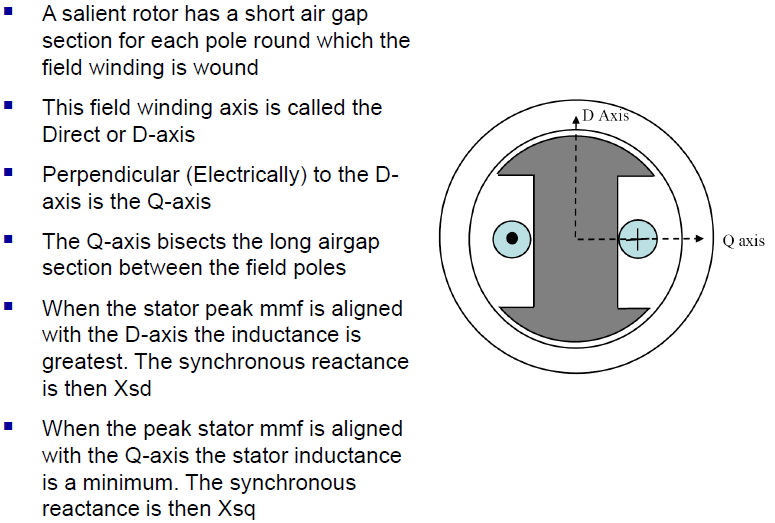 A salient rotor has a short air gap
section for each pole round which the
field winding is wound
This field winding axis is called the
Direct or D-axis
Perpendicular (Electrically) to the D-
axis is the Q-axis
The Q-axis bisects the long airgap
section between the field poles
When the stator peak mmf is aligned
with the D-axis the inductance is
greatest. The synchronous reactance
is then Xsd
When the peak stator mmf is aligned
with the Q-axis the stator inductance
is a minimum. The synchronous
reactance is then Xsq
D Axis
Q axis